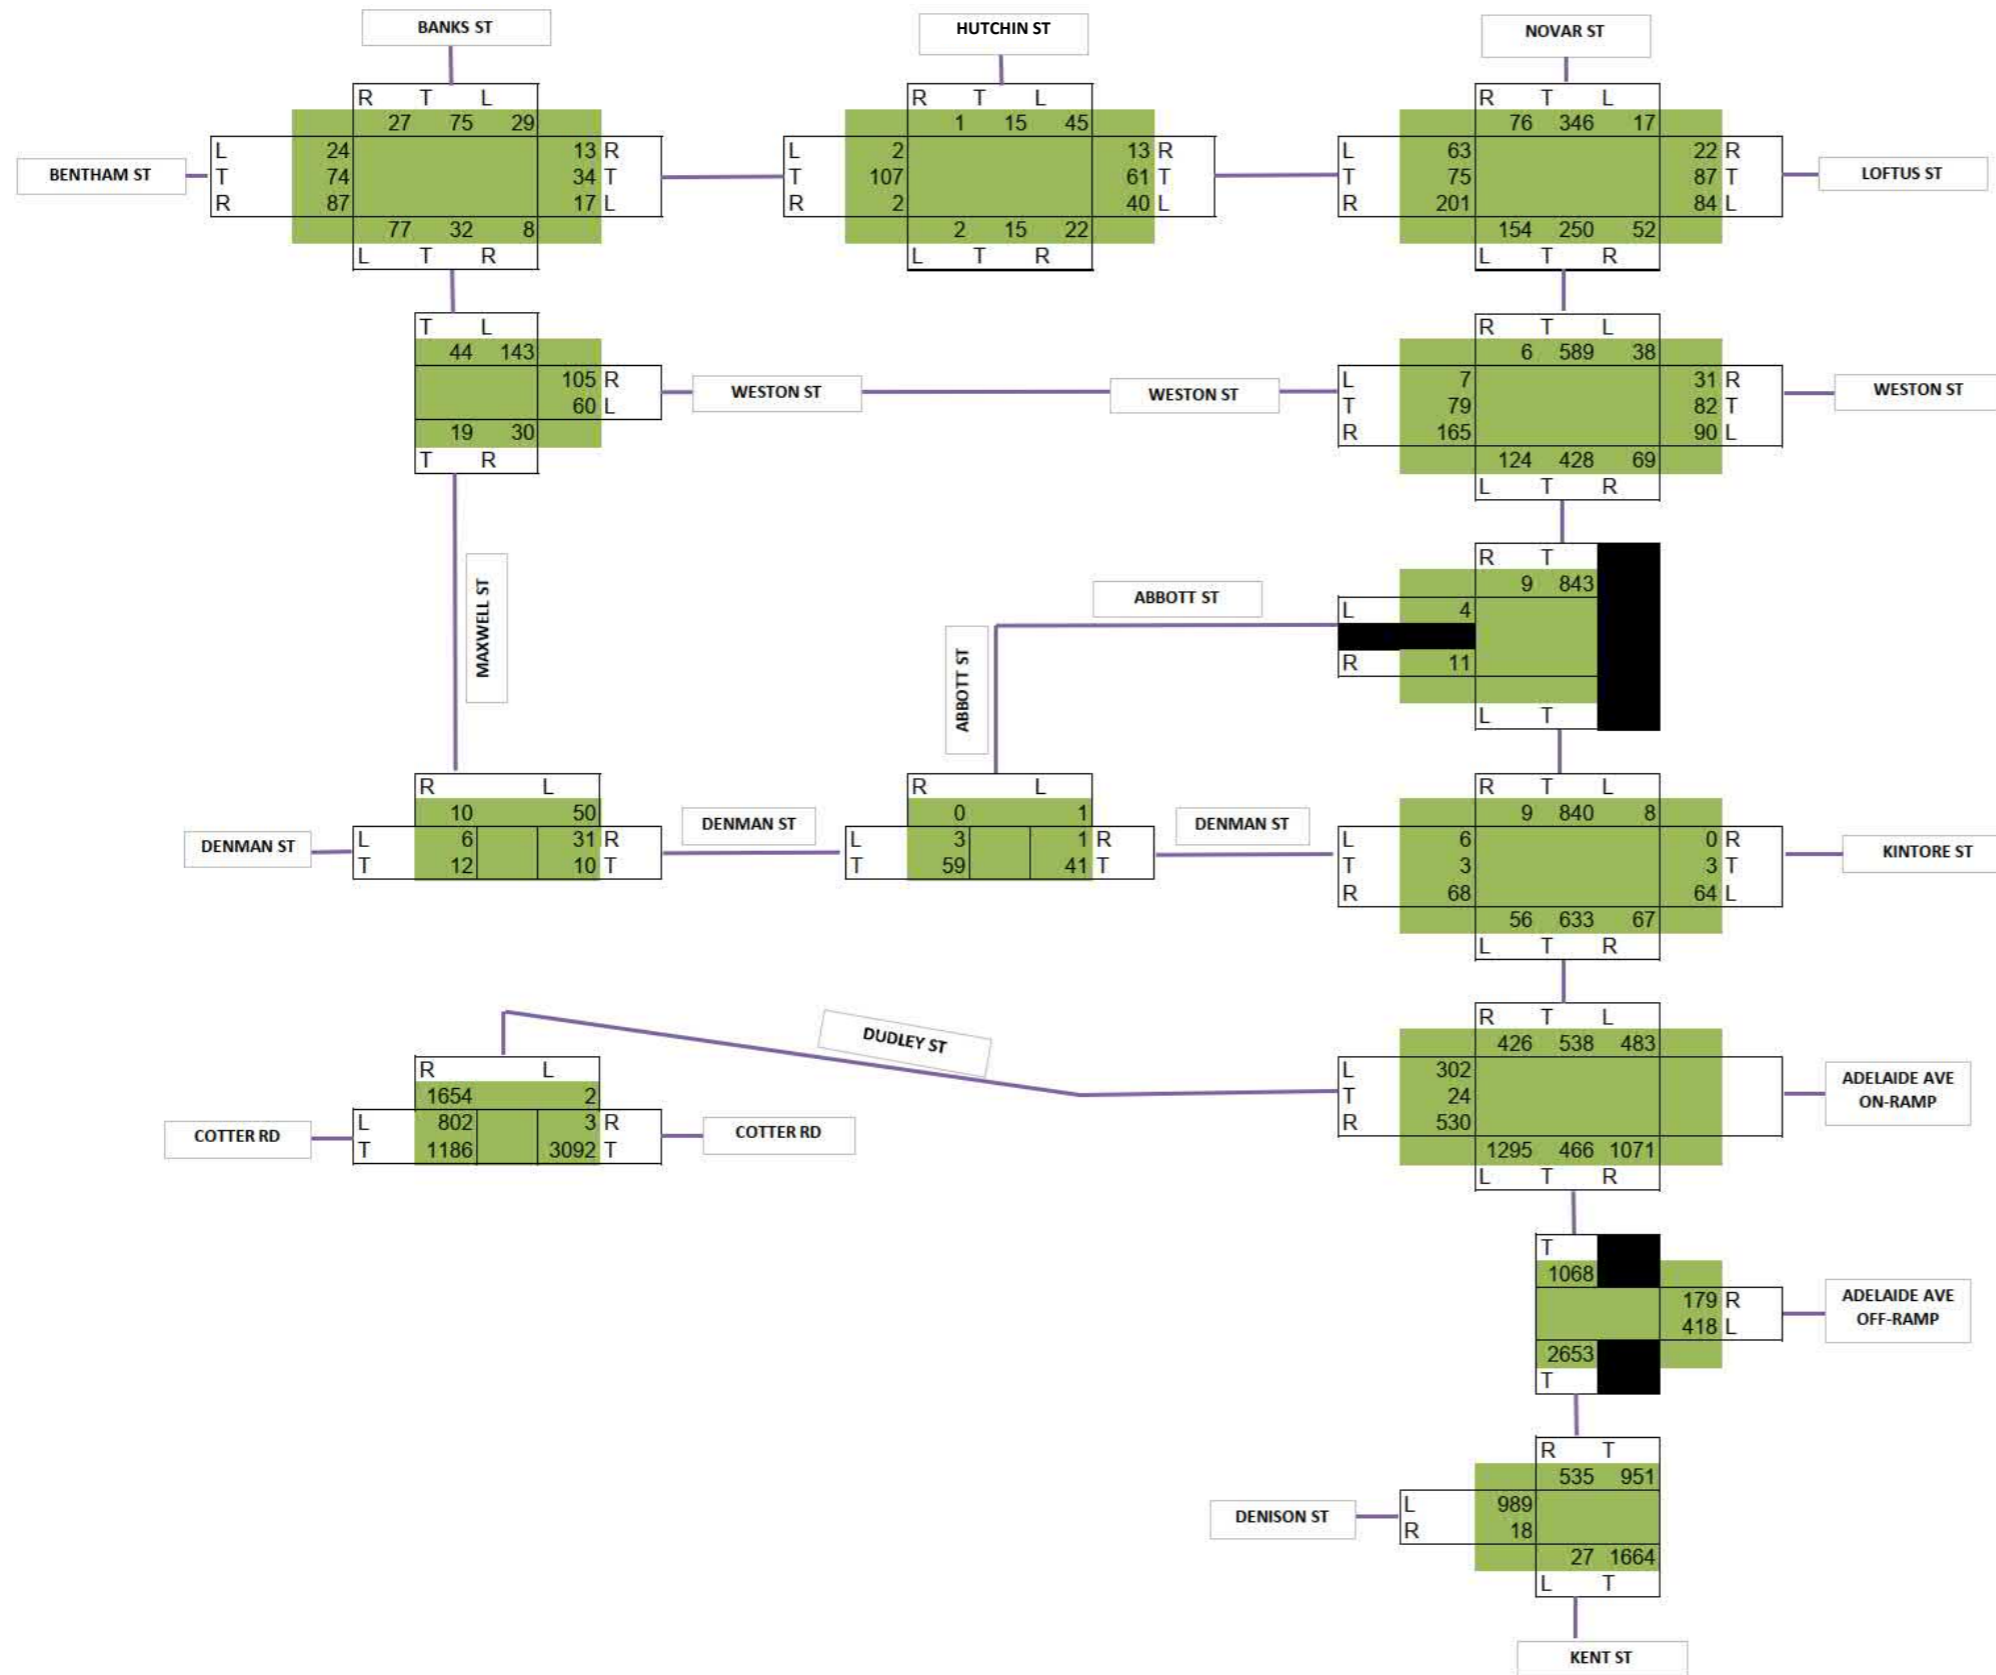 BANKS ST
HUTCHIN ST
NOVAR ST
R T L
R T L
R T L
27 75 29
1 15 45
76 346 17
L 24 13 R
L 2 13 R
L 63 22 R
BENTHAM ST
T 74 34 T
T 107 61 T
T 75 87 T
LOFTUS ST
R 87 17 L
R 2 40 L
R 201 84 L
77 32 8
2 15 22
154 250 52
L T R
L T R
L T R
T L
R T L
44 143
6 589 38
105 R
L 7 31 R
WESTON ST
WESTON ST
WESTON ST
60 L
T 79 82 T
R 165 90 L
19 30
124 428 69
T R
L T R
MAXWELL ST
R T
9 843
ABBOTT ST
L 4
ABBOTT ST
R 11
L T
R L
R L
R T L
10 50
0 1
9 840 8
DENMAN ST
L 6 31 R
DENMAN ST
L 3 1 R
DENMAN ST
L 6 0 R
KINTORE ST
T 12 10 T
T 59 41 T
T 3 3 T
R 68 64 L
56 633 67
L T R
R T L
DUDLEY ST
426 538 483
R L
L 302
ADELAIDE AVE
ON-RAMP
1654 2
T 24
COTTER RD
L 802 3 R
COTTER RD
R 530
T 1186 3092 T
1295 466 1071
L T R
T
1068
179 R
ADELAIDE AVE
OFF-RAMP
418 L
2653
T
R T
535 951
L 989
DENISON ST
R 18
27 1664
L T
KENT ST